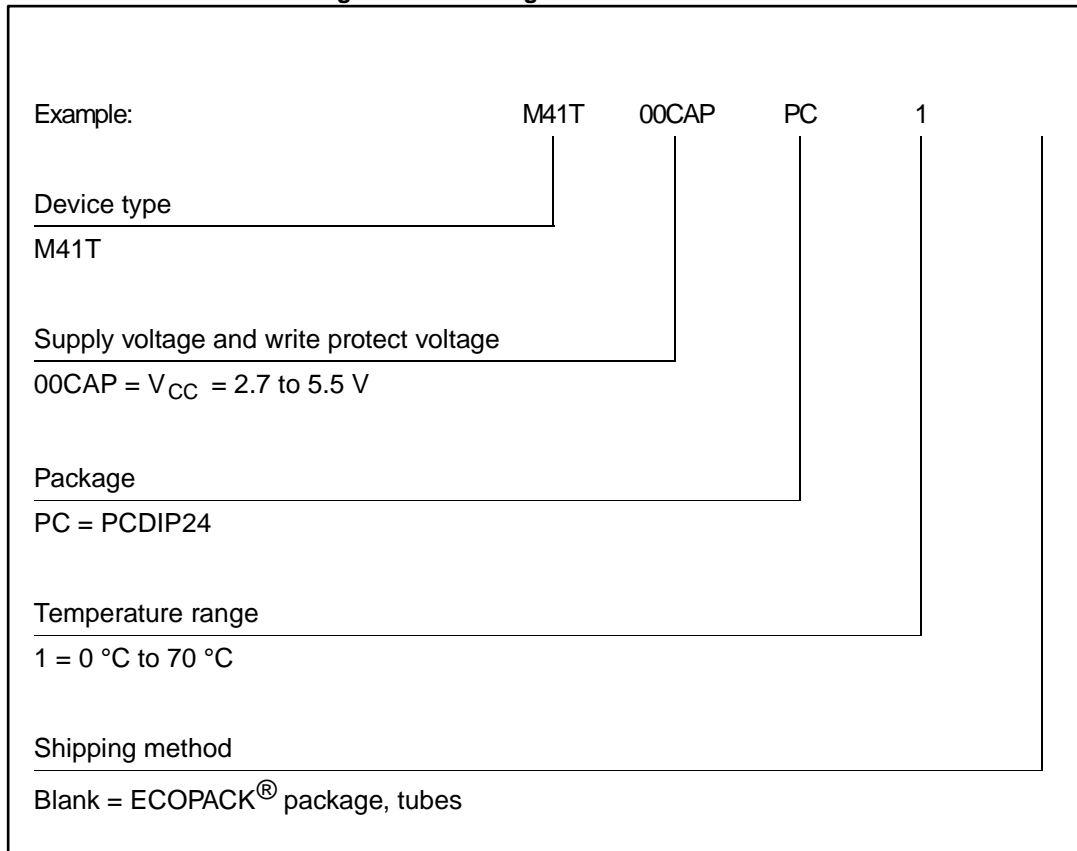 Example: M41T 00CAP PC 1
Device type
M41T
Supply voltage and write protect voltage
00CAP = VCC = 2.7 to 5.5 V
Package
PC = PCDIP24
Temperature range
1 = 0 °C to 70 °C
Shipping method
Blank = ECOPACK® package, tubes